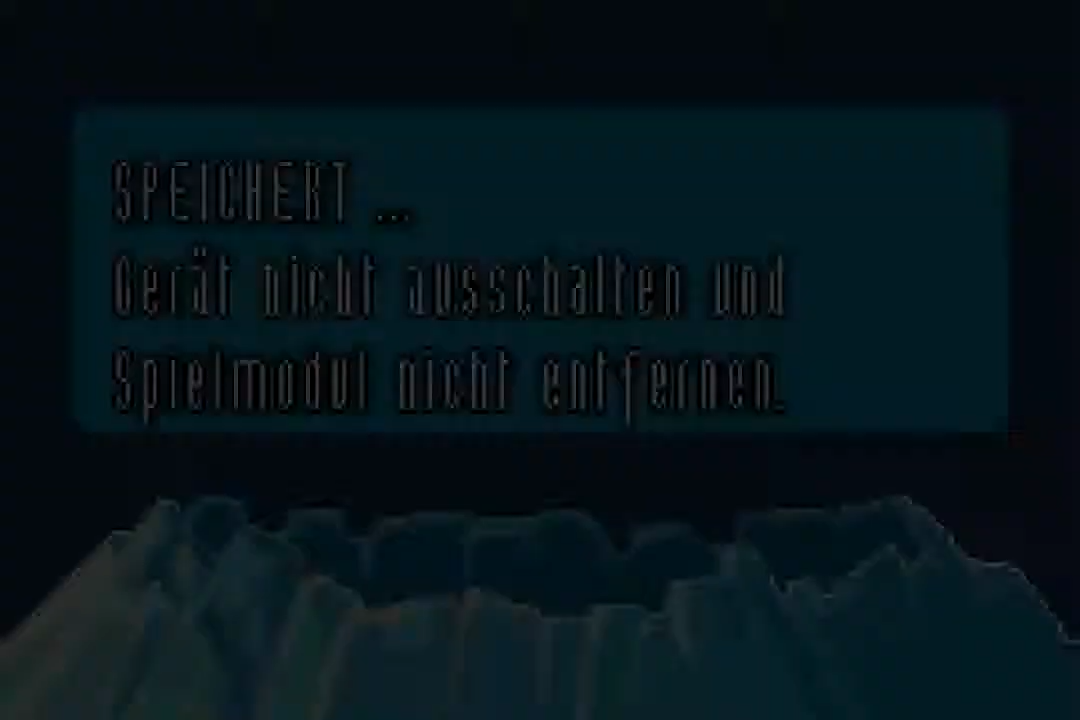 SPEICHERT ...
Gerät nicht ausschalten und
Spielmodul nicht entfernen.